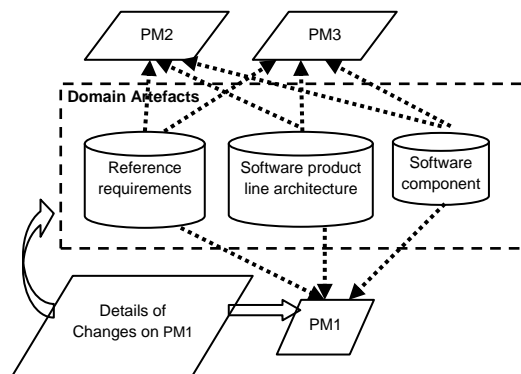 PM2
PM3
Domain Artefacts
Reference
requirements
Software product
line architecture
Software
component
Details of
Changes on PM1
PM1